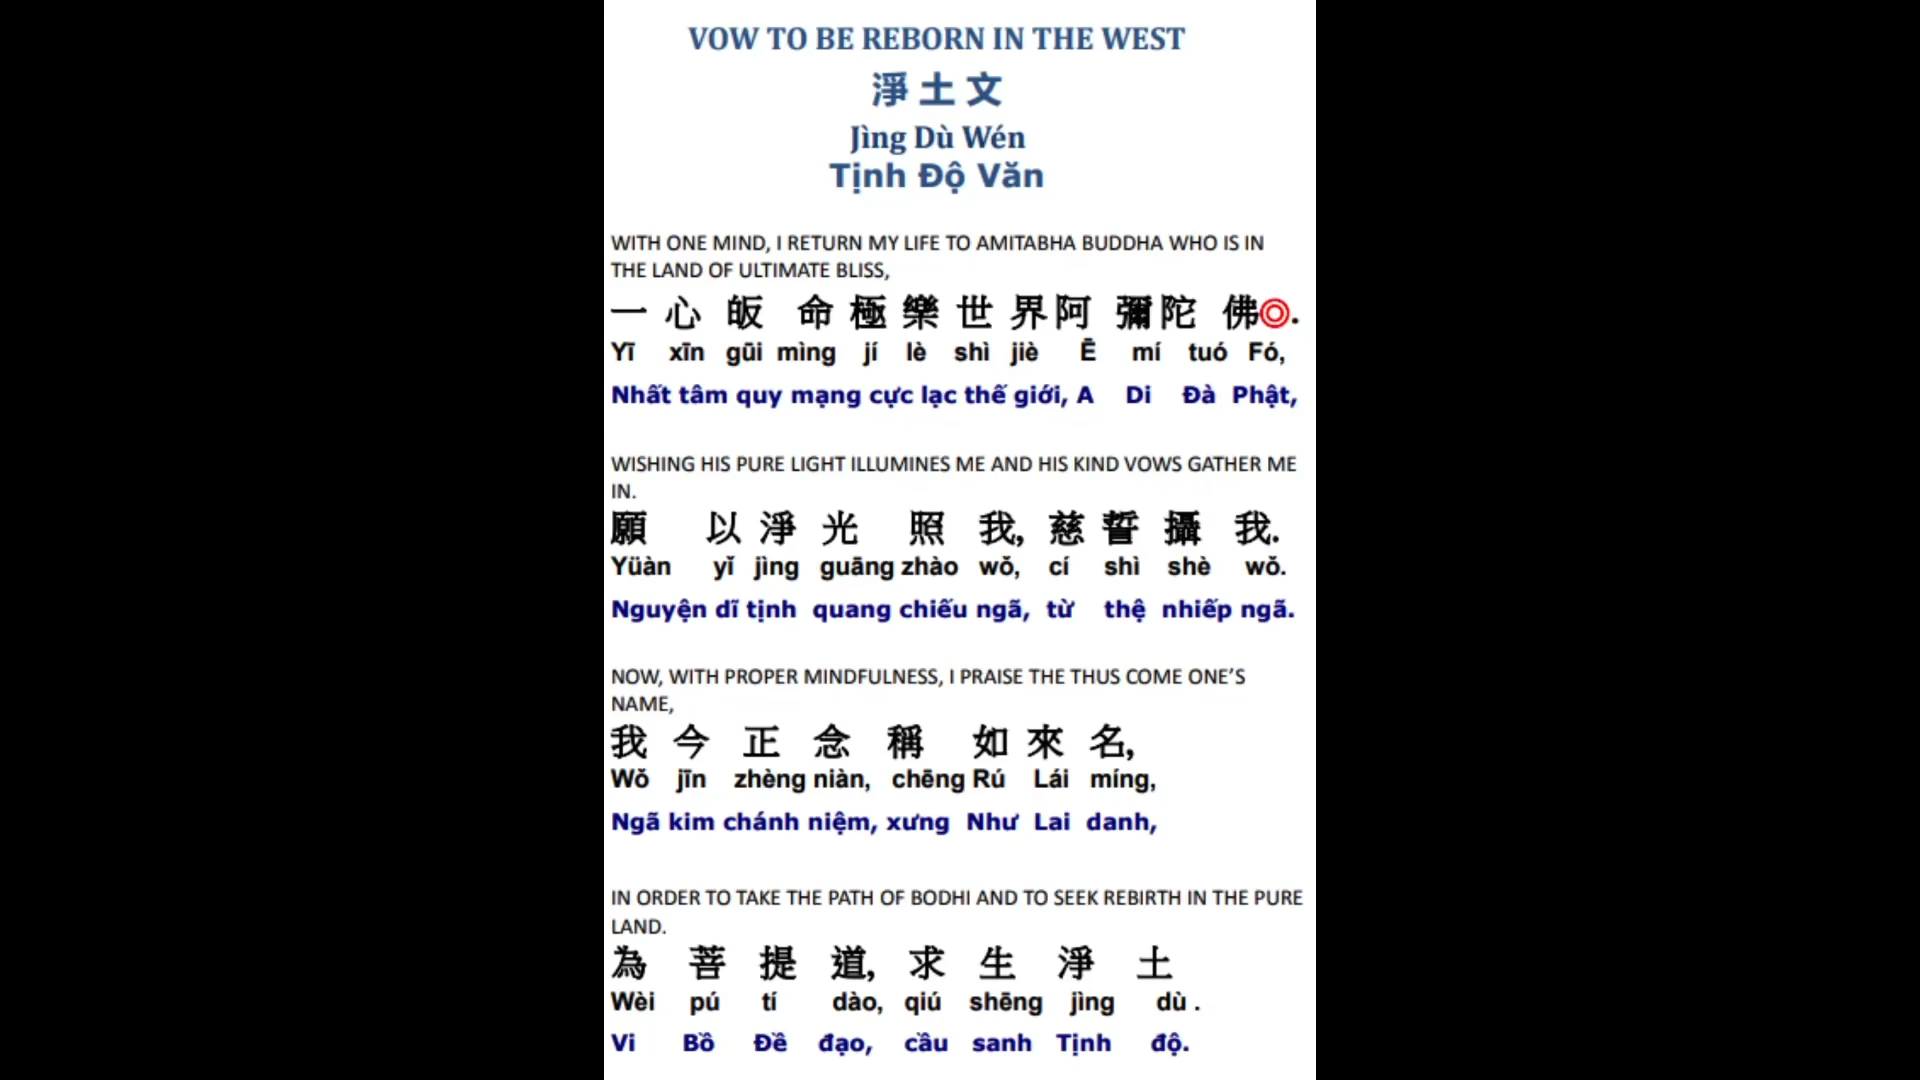 VOW TO BE REBORN IN THE WEST
淨 土 文
Jìng Dù Wén
Tịnh Độ Văn
WITH ONE MIND, I RETURN MY LIFE TO AMITABHA BUDDHA WHO IS IN
THE LAND OF ULTIMATE BLISS,
一 心 皈 命 極 樂 世 界 阿 彌 陀 佛◎.
Yī xīn gūi mìng jí lè shì jiè Ē mí tuó Fó,
Nhất tâm quy mạng cực lạc thế giới, A Di Đà Phật,
WISHING HIS PURE LIGHT ILLUMINES ME AND HIS KIND VOWS GATHER ME
IN.
願 以 淨 光 照 我, 慈 誓 攝 我.
Yüàn yǐ jìng guāng zhào wǒ, cí shì shè wǒ.
Nguyện dĩ tịnh quang chiếu ngã, từ thệ nhiếp ngã.
NOW, WITH PROPER MINDFULNESS, I PRAISE THE THUS COME ONE’S
NAME,
我 今 正 念 稱 如 來 名,
Wǒ jīn zhèng niàn, chēng Rú Lái míng,
Ngã kim chánh niệm, xưng Như Lai danh,
IN ORDER TO TAKE THE PATH OF BODHI AND TO SEEK REBIRTH IN THE PURE
LAND.
為 菩 提 道, 求 生 淨 土
Wèi pú tí dào, qiú shēng jìng dù .
Vi Bồ Đề đạo, cầu sanh Tịnh độ.